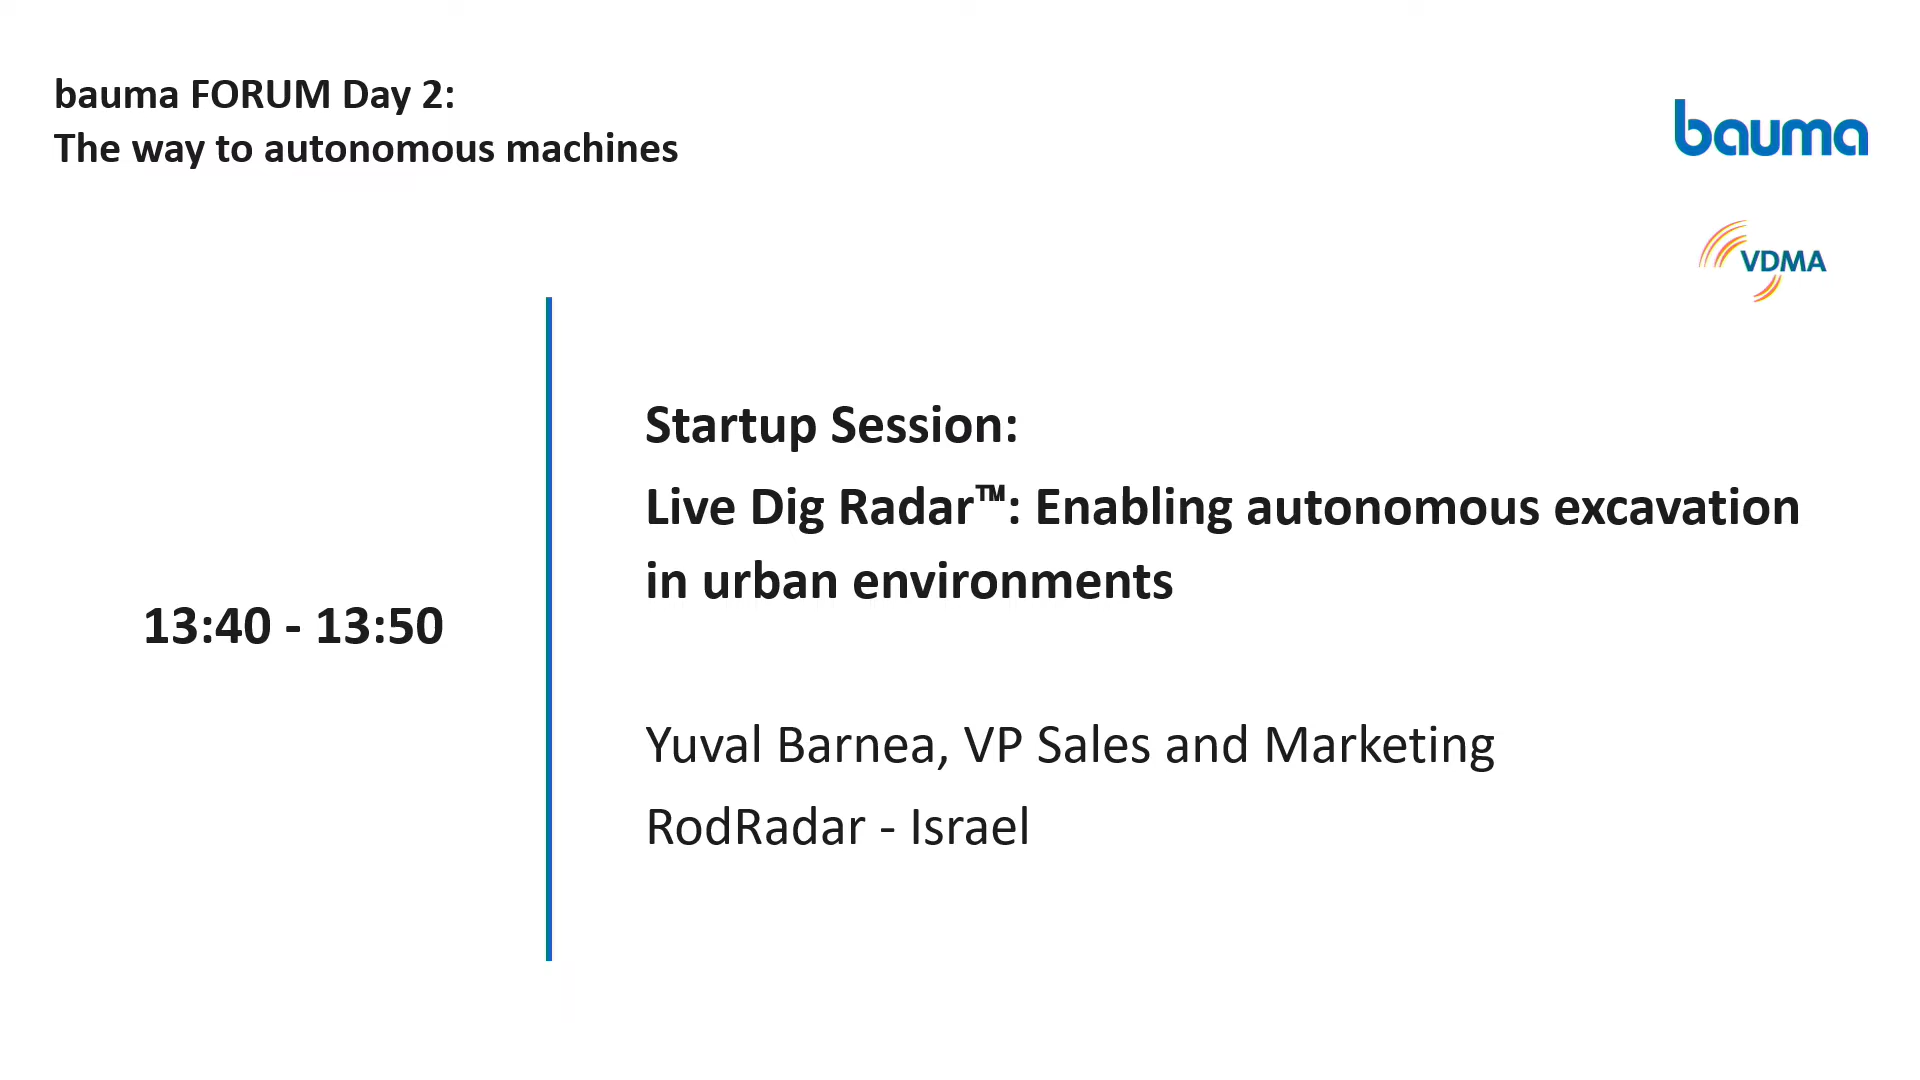 bauma FORUM Day 2:
The way to autonomous machines
bauma
VDMA
13:40 - 13:50
Startup Session:
Live Dig Radar™: Enabling autonomous excavation
in urban environments
Yuval Barnea, VP Sales and Marketing
RodRadar - Israel